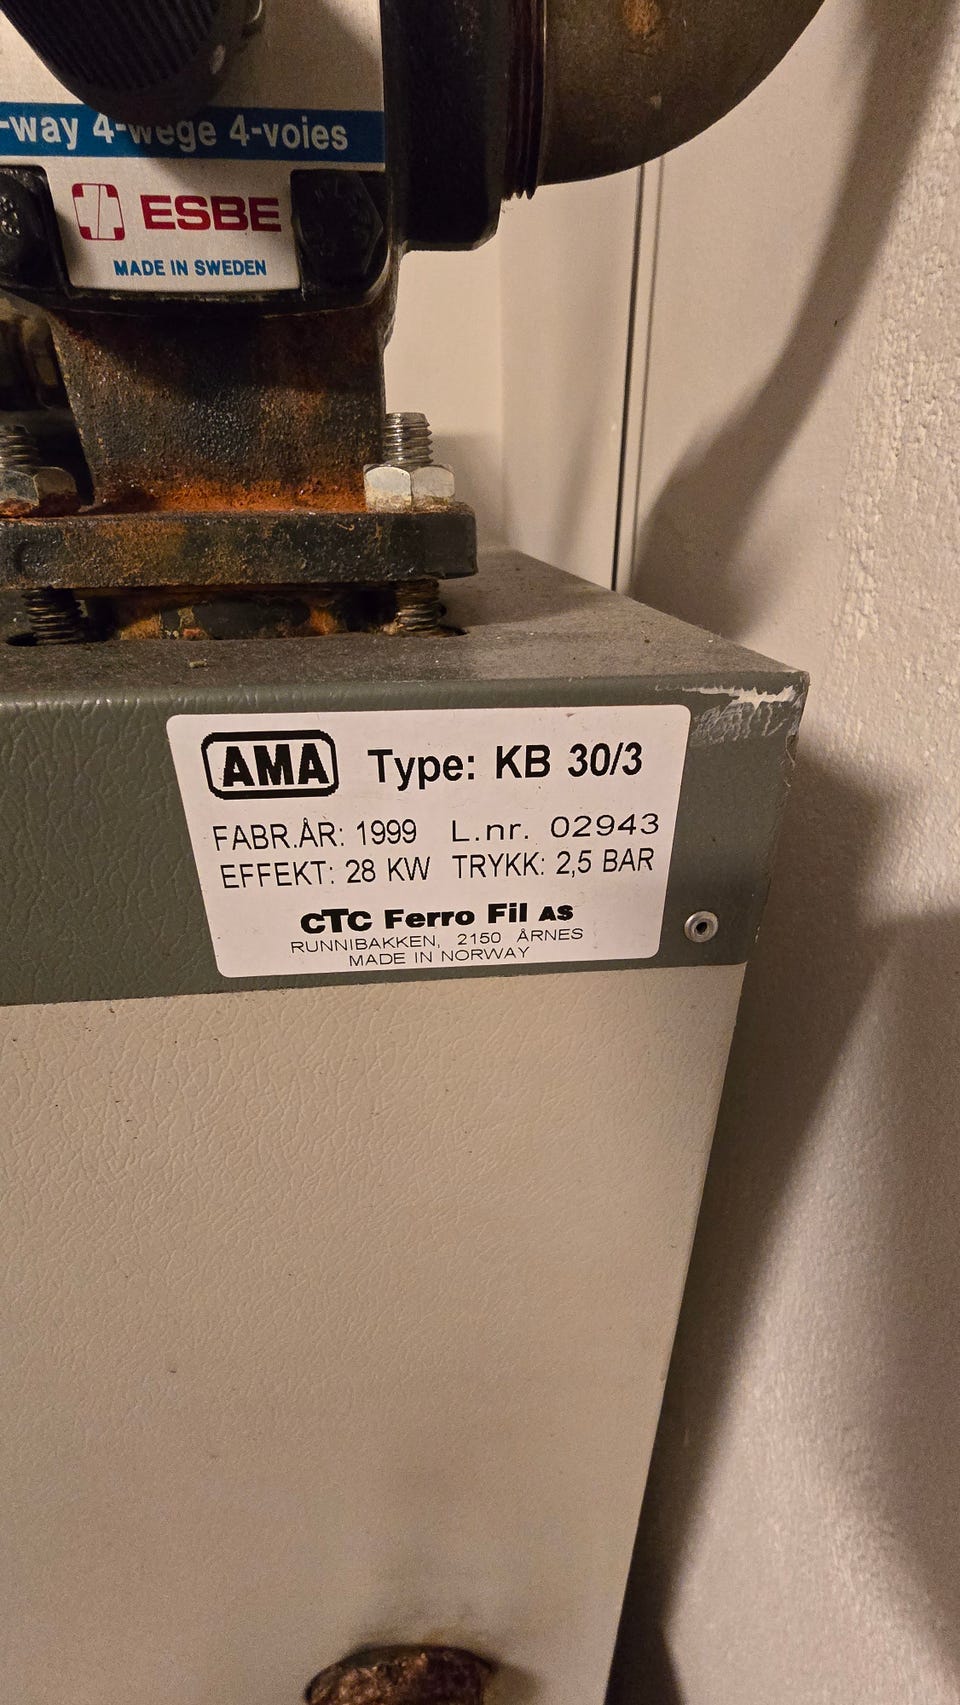 -way 4-wege 4-voies
ESBE
MADE IN SWEDEN
AMA Type: KB 30/3
FABR.ÅR: 1999 L.nr. 02943
EFFEKT: 28 KW TRYKK: 2,5 BAR
CTC Ferro Fil AS
RUNNIBAKKEN, 2150 ÅRNES
MADE IN NORWAY